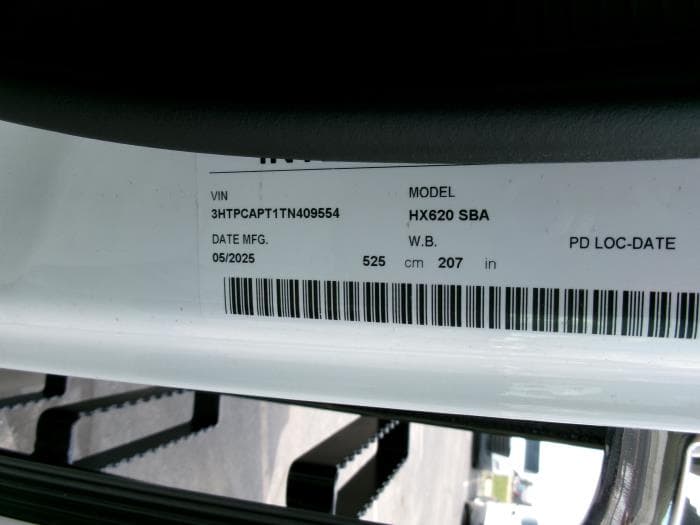 VIN MODEL
3HTPCAPT1TN409554 HX620 SBA
DATE MFG. W.B. PD LOC-DATE
05/2025 525 cm 207 in